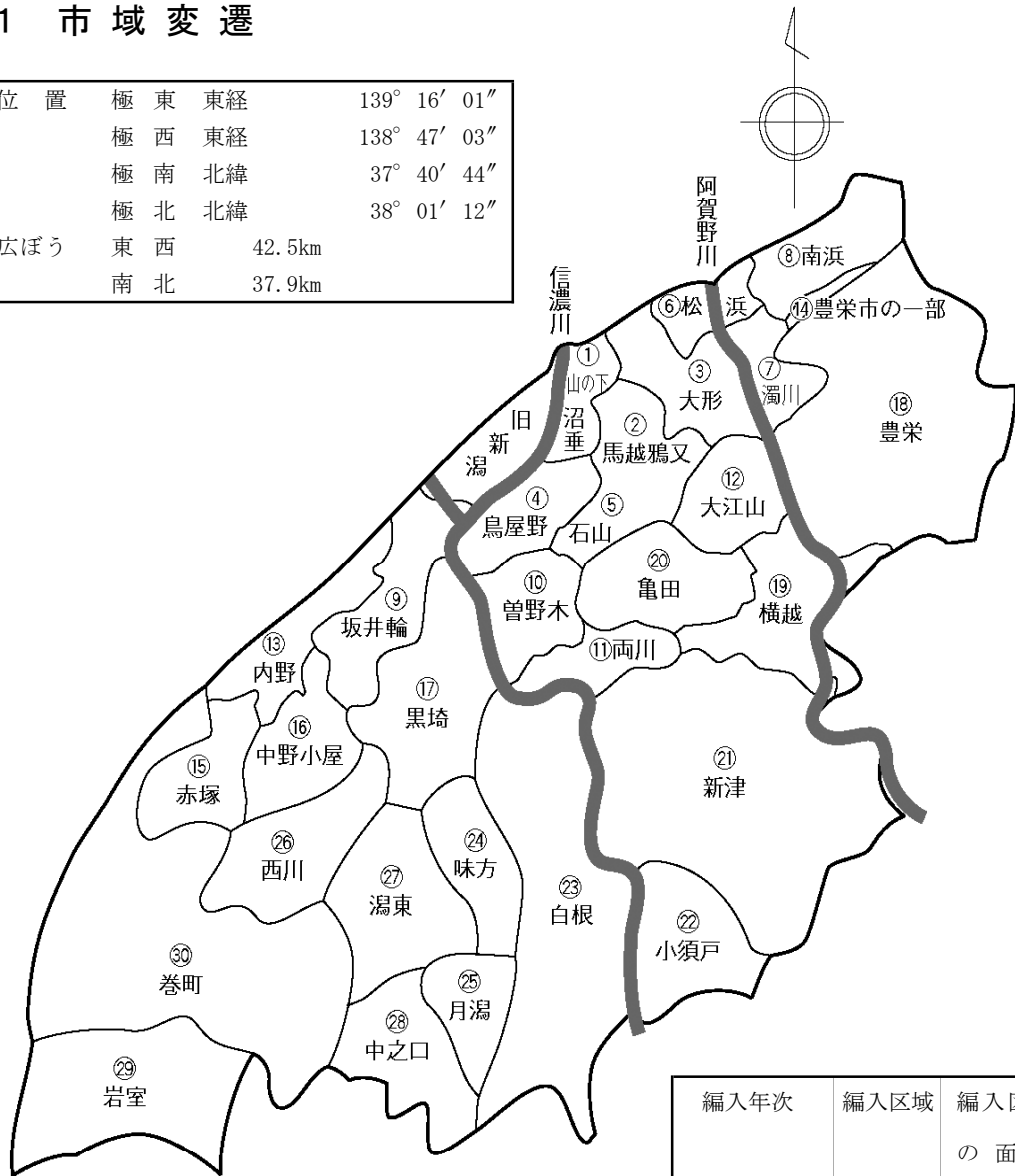 1 市域変遷
位置 極東 東経 139° 16′ 01″
極西 東経 138° 47′ 03″
極南 北緯 37° 40′ 44″
極北 北緯 38° 01′ 12″
広ぼう 東西 42.5km
南北 37.9km
阿賀野川
信濃川
⑧南浜
⑥松浜
⑭豊栄市の一部
①
山の下
③
大形
⑦
濁川
⑱
豊栄
旧新潟
沼垂
②
馬越鴉又
⑫
大江山
④
鳥屋野
⑤
石山
⑳
亀田
⑲
横越
⑨
坂井輪
⑩
曽野木
⑪両川
⑬
内野
⑰
黒埼
⑯
中野小屋
⑮
赤塚
㉑
新津
㉖
西川
㉔
味方
㉗
潟東
㉓
白根
㉒
小須戸
㉚
巻町
㉕
月潟
㉘
中之口
㉙
岩室
編入年次 編入区域 編入区
の面